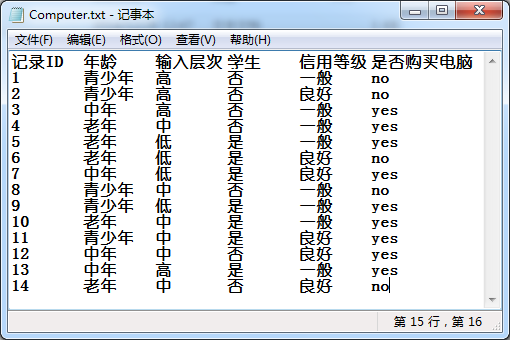 Computer.txt - 记事本
文件(F) 编辑(E) 格式(O) 查看(V) 帮助(H)
记录ID 年龄 输入层次 学生 信用等级 是否购买电脑
1 青少年 高 否 一般 no
2 青少年 高 否 良好 no
3 中年 高 否 一般 yes
4 老年 中 否 一般 yes
5 老年 低 是 一般 yes
6 老年 低 是 良好 no
7 中年 低 是 良好 yes
8 青少年 中 否 一般 no
9 青少年 低 是 一般 yes
10 老年 中 是 一般 yes
11 青少年 中 是 良好 yes
12 中年 中 否 良好 yes
13 中年 高 是 一般 yes
14 老年 中 否 良好 no
第 15 行，第 16